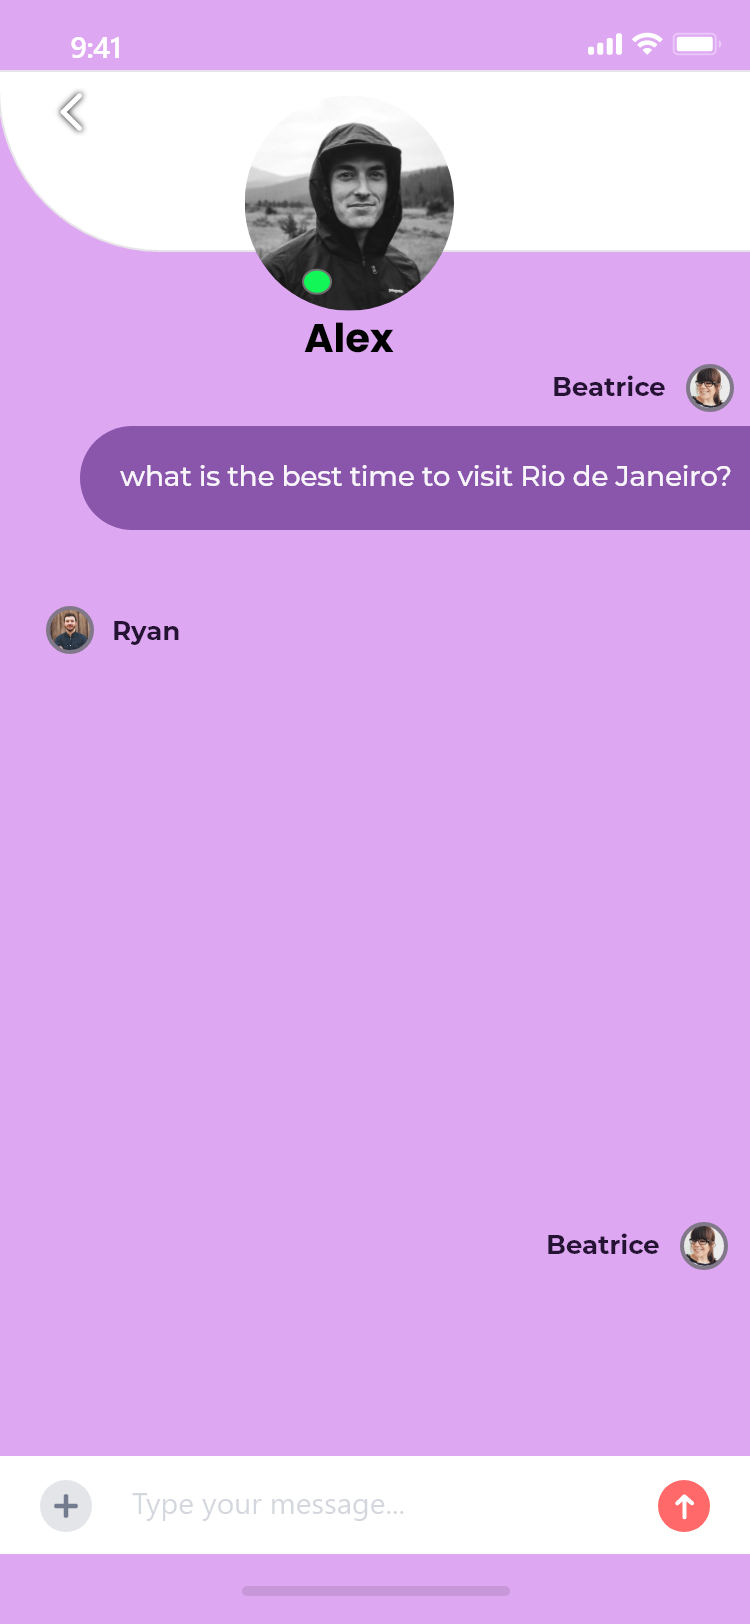 9:41
Alex
Beatrice
what is the best time to visit Rio de Janeiro?
Ryan
Beatrice
Type your message...